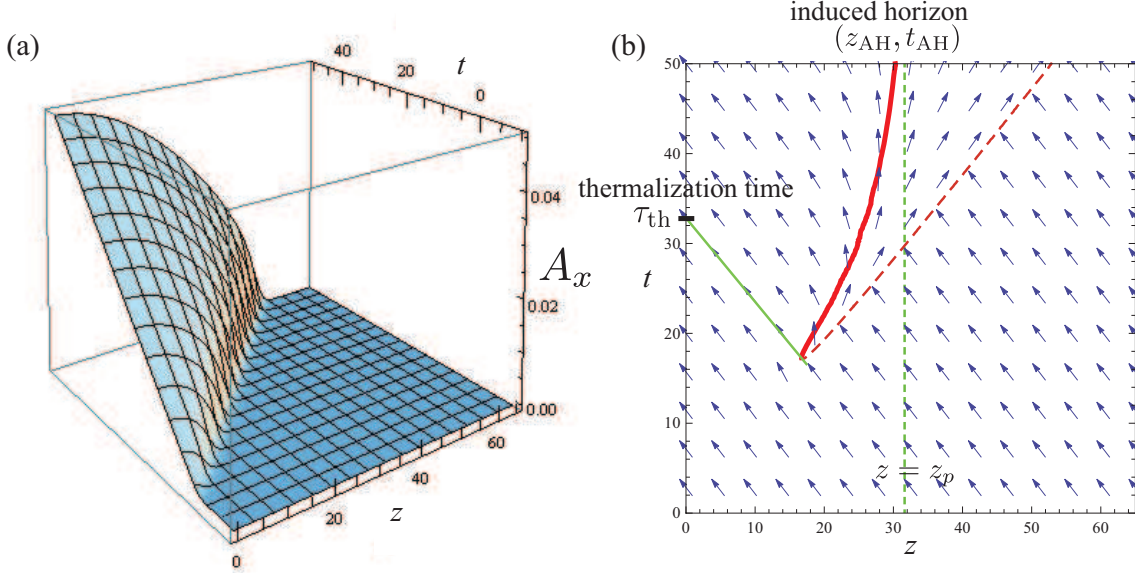 (a)
40
20
t
0
0.04
A_x
0.02
0.00
60
40
z
20
0
induced horizon
(b)
(z_AH, t_AH)
50
40
thermalization time
τ_th
30
t
20
10
z = z_p
0
0 10 20 30 40 50 60
z